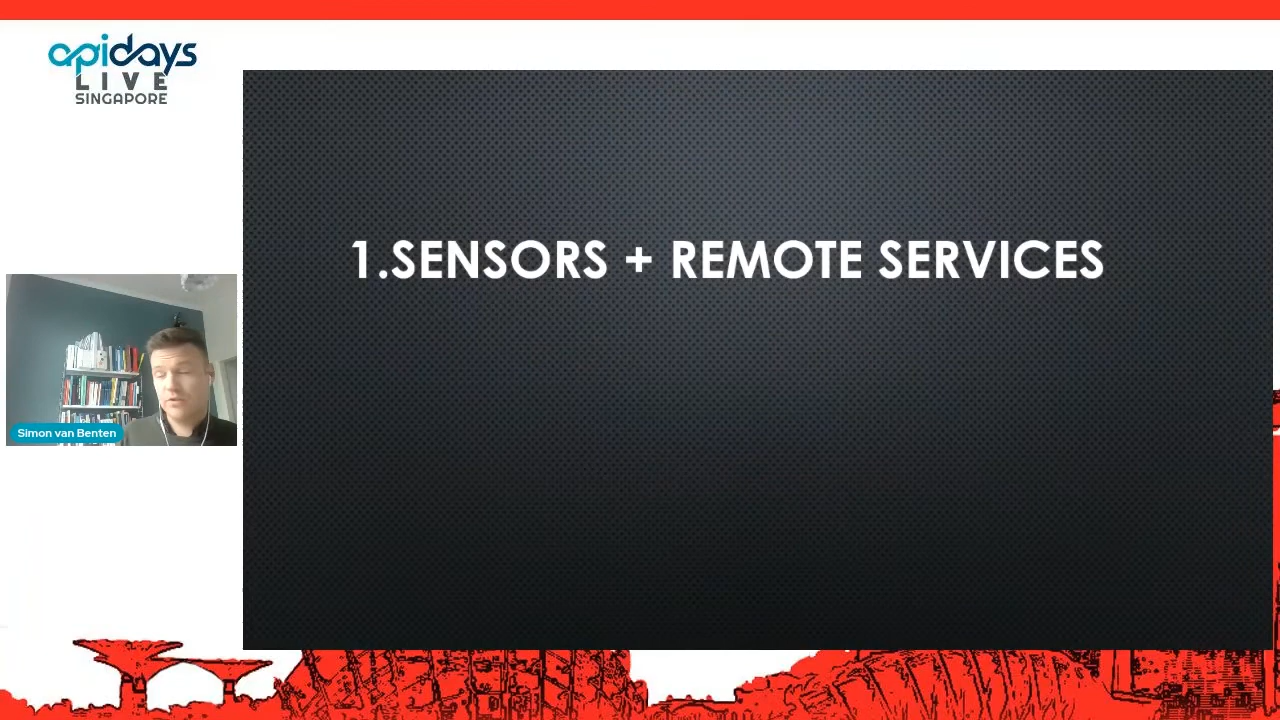 apidays
LIVE
SINGAPORE
1.SENSORS + REMOTE SERVICES
Simon van Benten